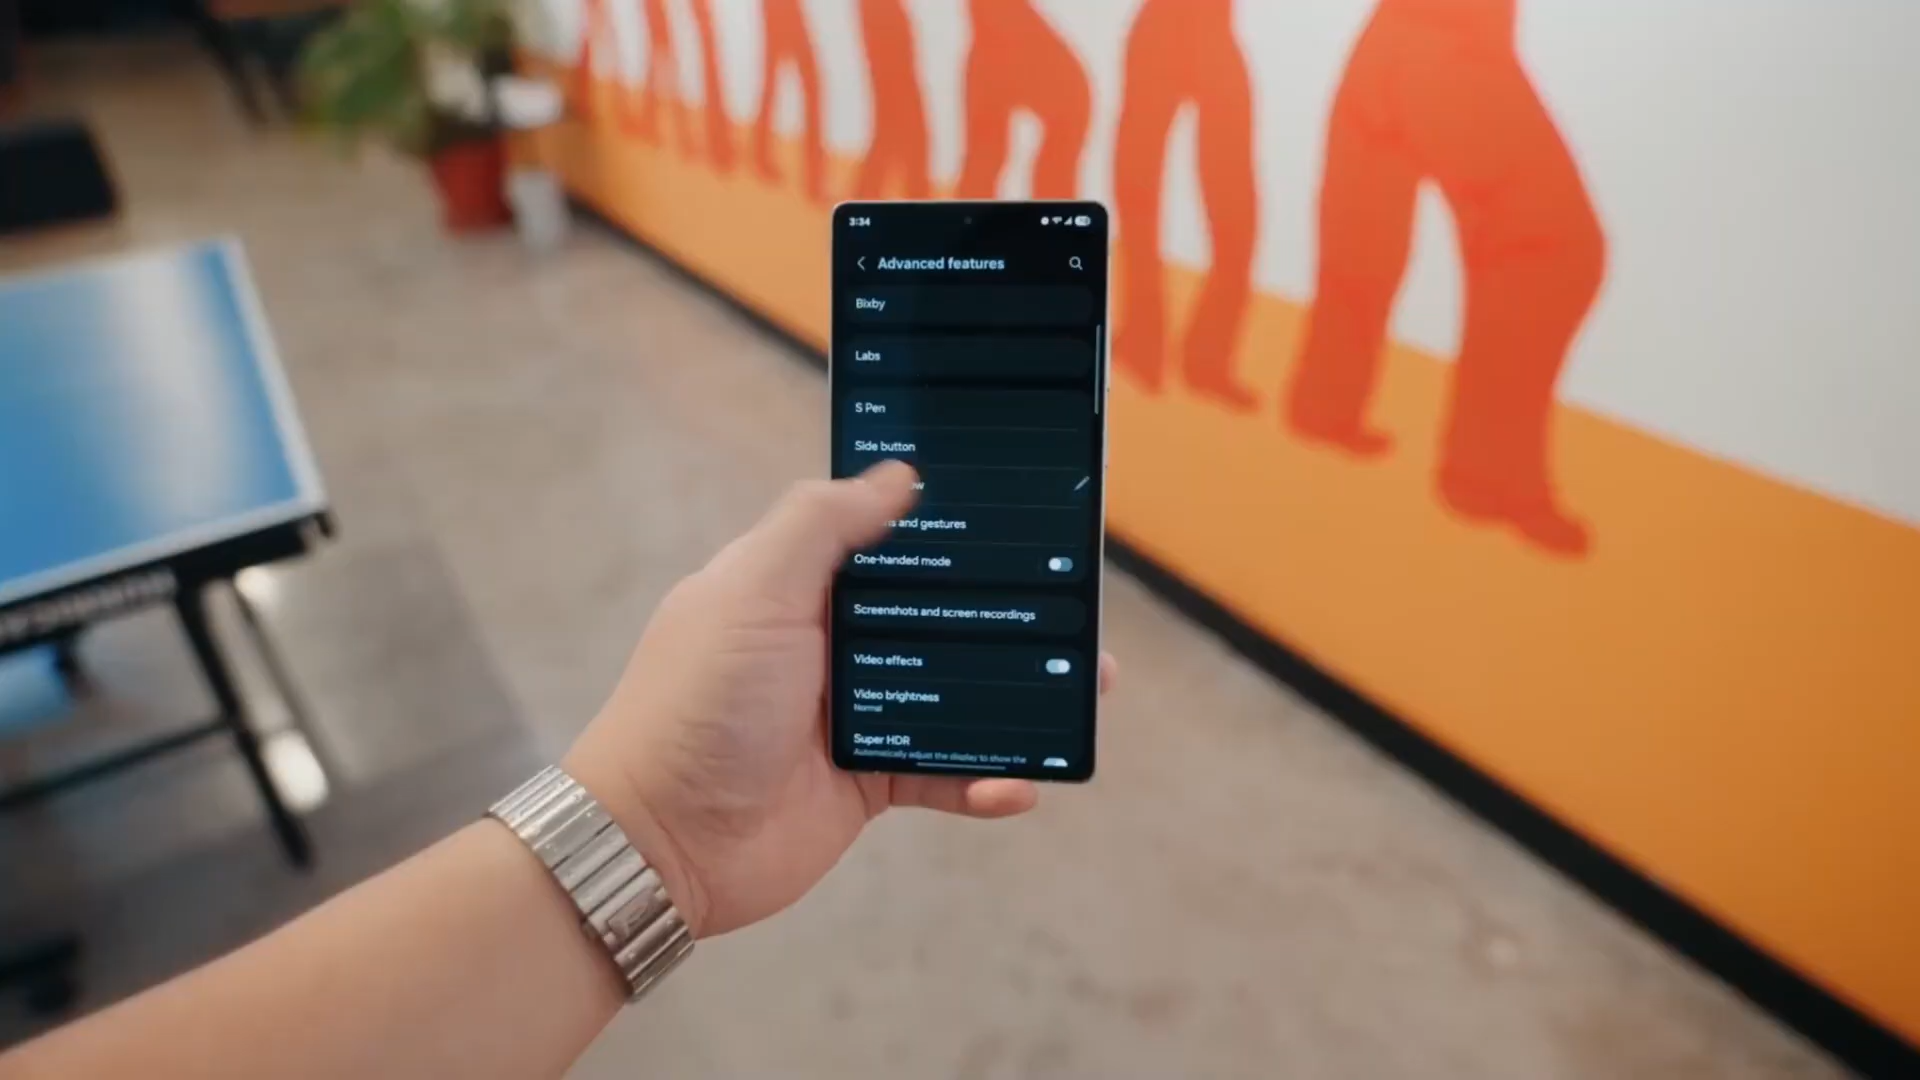 3:34
Advanced features
Bixby
Labs
S Pen
Side button
and gestures
One-handed mode
Screenshots and screen recordings
Video effects
Video brightness
Normal
Super HDR
Automatically adjust the display to show the